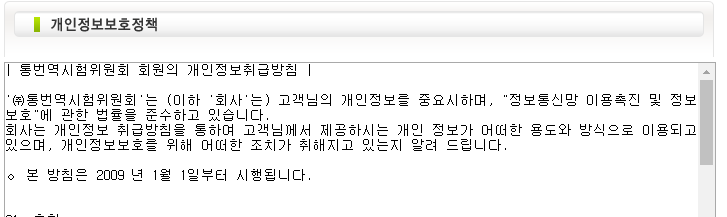 개인정보보호정책
| 통번역시험위원회 회원의 개인정보취급방침 |
'㈜통번역시험위원회'는 (이하 '회사'는) 고객님의 개인정보를 중요시하며, "정보통신망 이용촉진 및 정보
보호"에 관한 법률을 준수하고 있습니다.
회사는 개인정보 취급방침을 통하여 고객님께서 제공하시는 개인 정보가 어떠한 용도와 방식으로 이용되고
있으며, 개인정보보호를 위해 어떠한 조치가 취해지고 있는지 알려 드립니다.
ο 본 방침은 2009 년 1월 1일부터 시행됩니다.